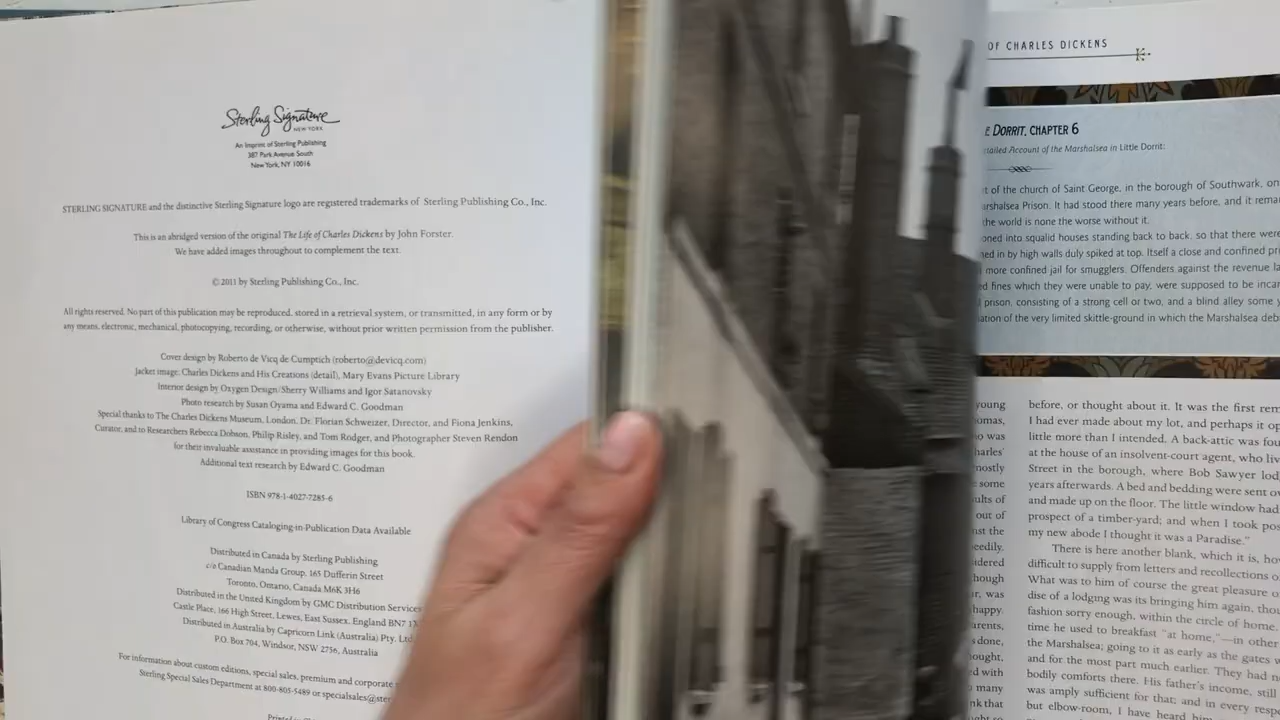 Sterling Signature
NEW YORK
An Imprint of Sterling Publishing
387 Park Avenue South
New York, NY 10016
STERLING SIGNATURE and the distinctive Sterling Signature logo are registered trademarks of Sterling Publishing Co., Inc.
This is an abridged version of the original The Life of Charles Dickens by John Forster.
We have added images throughout to complement the text.
© 2011 by Sterling Publishing Co., Inc.
All rights reserved. No part of this publication may be reproduced, stored in a retrieval system, or transmitted, in any form or by
any means, electronic, mechanical, photocopying, recording, or otherwise, without prior written permission from the publisher.
Cover design by Roberto de Vicq de Cumptich (roberto@devicq.com)
Jacket image: Charles Dickens and His Creations (detail), Mary Evans Picture Library
Interior design by Oxygen Design/Sherry Williams and Igor Satanovsky
Photo research by Susan Oyama and Edward C. Goodman
Special thanks to The Charles Dickens Museum, London, Dr. Florian Schweizer, Director, and Fiona Jenkins,
Curator, and to Researchers Rebecca Dobson, Philip Risley, and Tom Rodger, and Photographer Steven Rendon
for their invaluable assistance in providing images for this book.
Additional text research by Edward C. Goodman
ISBN 978-1-4027-7285-6
Library of Congress Cataloging-in-Publication Data Available
Distributed in Canada by Sterling Publishing
c/o Canadian Manda Group, 165 Dufferin Street
Toronto, Ontario, Canada M6K 3H6
Distributed in the United Kingdom by GMC Distribution Services
Castle Place, 166 High Street, Lewes, East Sussex, England BN7
Distributed in Australia by Capricorn Link (Australia) Pty. Ltd.
P.O. Box 704, Windsor, NSW 2756, Australia
For information about custom editions, special sales, premium and corporate
Sterling Special Sales Department at 800-805-5489 or
OF CHARLES DICKENS
DORRIT, CHAPTER 6
Account of the Marshalsea in Little Dorrit:
of the church of Saint George, in the borough of Southwark, on
Prison. It had stood there many years before, and it
the world is none the worse without it.
into squalid houses standing back to back, so that there were
in by high walls duly spiked at top. Itself a close and confined
more confined jail for smugglers. Offenders against the revenue
fines which they were unable to pay, were supposed to be
prison, consisting of a strong cell or two, and a blind alley some
of the very limited skittle-ground in which the Marshalsea
young
was
some
of
out of
the
was
happy.
done,
with
many
that
before, or thought about it. It was the first
I had ever made about my lot, and perhaps it
little more than I intended. A back-attic was
at the house of an insolvent-court agent, who
Street in the borough, where Bob Sawyer
years afterwards. A bed and bedding were sent
and made up on the floor. The little window had
prospect of a timber-yard; and when I took
my new abode I thought it was a Paradise."
There is here another blank, which it is,
difficult to supply from letters and recollections
What was to him of course the great pleasure
of a lodging was its bringing him again,
fashion sorry enough, within the circle of home.
time he used to breakfast "at home,"—in other
the Marshalsea; going to it as early as the gates
and for the most part much earlier. They had
bodily comforts there. His father's income, still
was amply sufficient for that; and in every
but elbow-room, I have heard